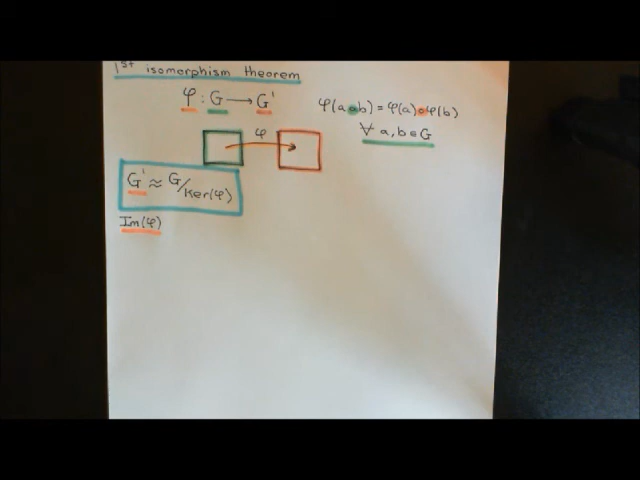 1st isomorphism theorem
φ : G → G'
φ(a∘b) = φ(a)∘φ(b)
∀ a, b ∈ G
φ
G' ≈ G/Ker(φ)
Im(φ)